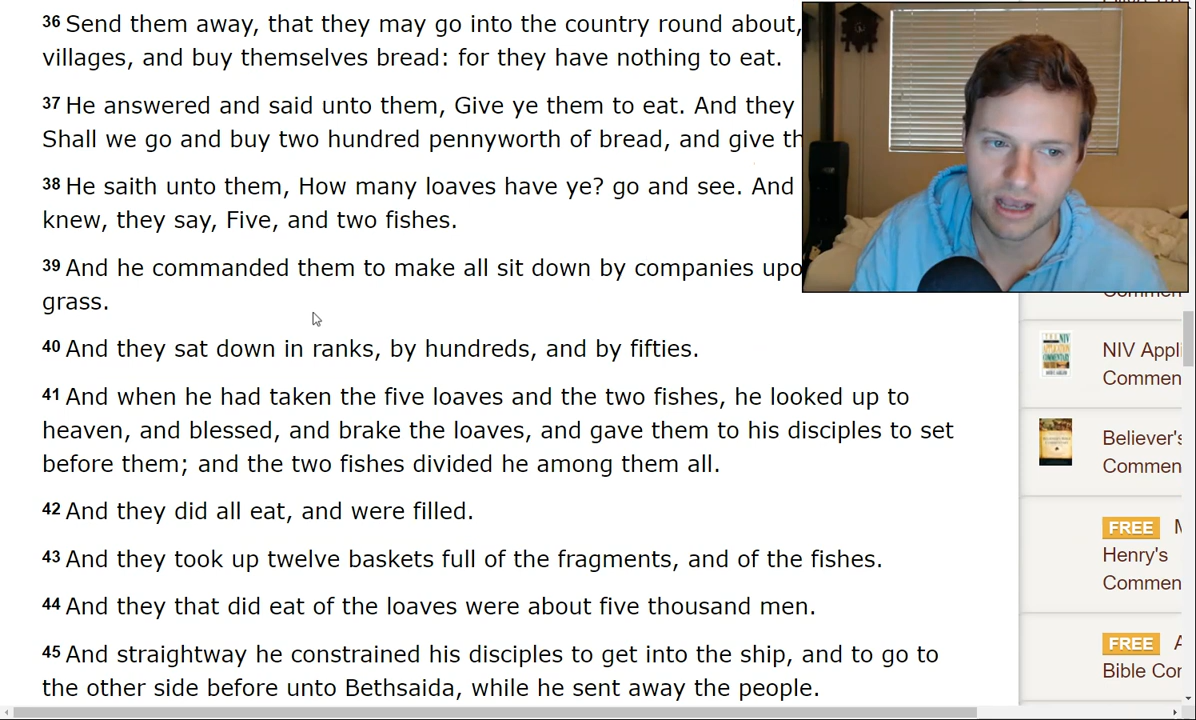 36 Send them away, that they may go into the country round about,
villages, and buy themselves bread: for they have nothing to eat.
37 He answered and said unto them, Give ye them to eat. And they
Shall we go and buy two hundred pennyworth of bread, and give th
38 He saith unto them, How many loaves have ye? go and see. And
knew, they say, Five, and two fishes.
39 And he commanded them to make all sit down by companies upo
grass.
40 And they sat down in ranks, by hundreds, and by fifties.
41 And when he had taken the five loaves and the two fishes, he looked up to
heaven, and blessed, and brake the loaves, and gave them to his disciples to set
before them; and the two fishes divided he among them all.
42 And they did all eat, and were filled.
43 And they took up twelve baskets full of the fragments, and of the fishes.
44 And they that did eat of the loaves were about five thousand men.
45 And straightway he constrained his disciples to get into the ship, and to go to
the other side before unto Bethsaida, while he sent away the people.
NIV Appli
Commen
Believer's
Commen
FREE M
Henry's
Commen
FREE A
Bible Cor